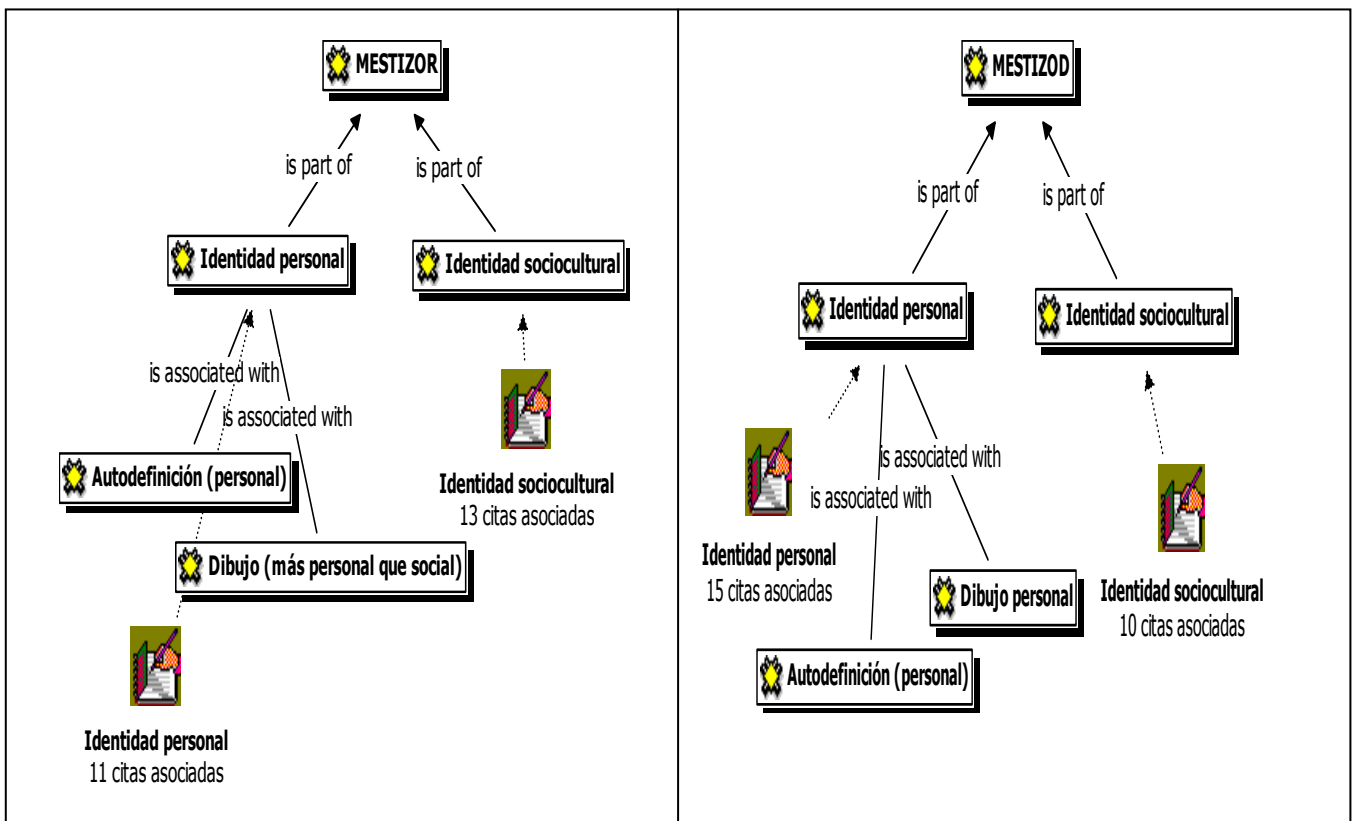 MESTIZOR
is part of
is part of
Identidad personal
Identidad sociocultural
is associated with
is associated with
Autodefinición (personal)
Identidad sociocultural
13 citas asociadas
Dibujo (más personal que social)
Identidad personal
11 citas asociadas
MESTIZOD
is part of
is part of
Identidad personal
Identidad sociocultural
is associated with
is associated with
Identidad personal
15 citas asociadas
Dibujo personal
Identidad sociocultural
10 citas asociadas
Autodefinición (personal)